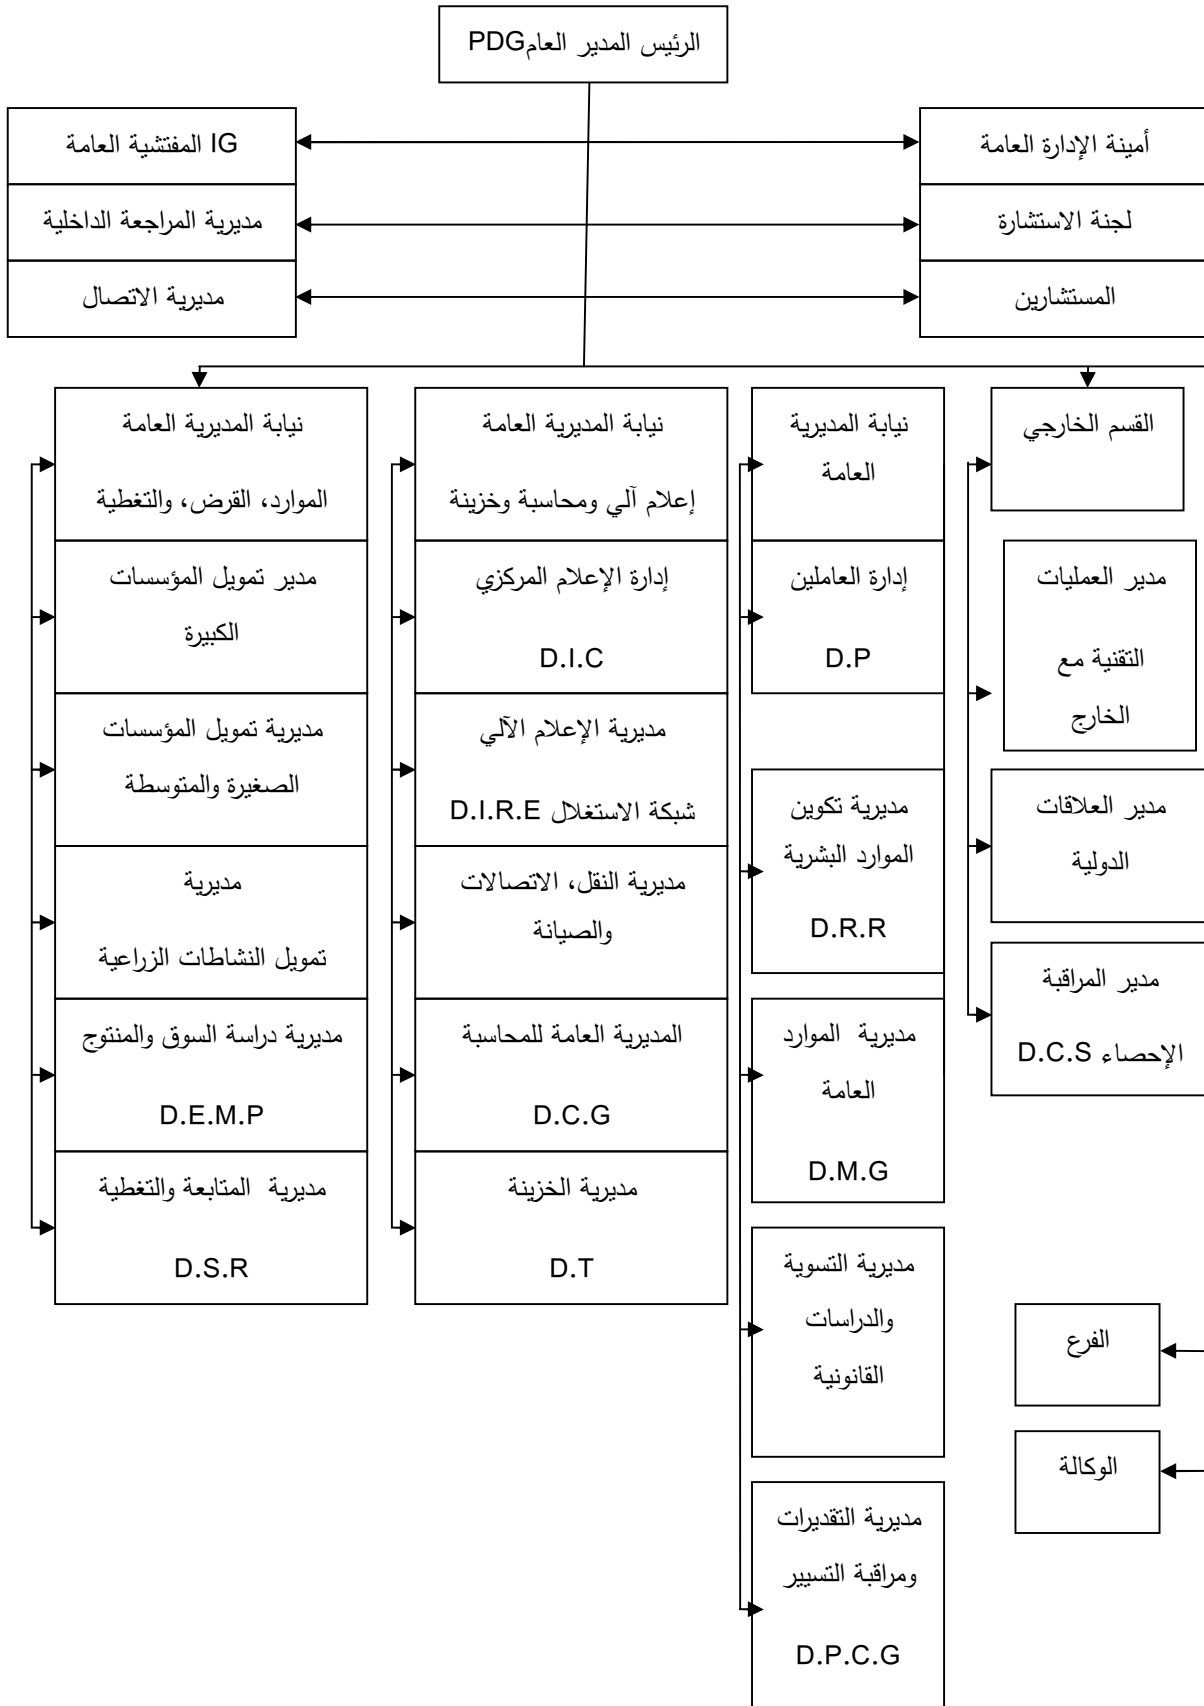 الرئيس المدير العامPDG
أمينة الإدارة العامة
لجنة الاستشارة
المستشارين
IG المفتشية العامة
مديرية المراجعة الداخلية
مديرية الاتصال
القسم الخارجي
مدير العمليات
التقنية مع
الخارج
مدير العلاقات
الدولية
مدير المراقبة
الإحصاء D.C.S
الفرع
الوكالة
نيابة المديرية
العامة
إدارة العاملين
D.P
مديرية تكوين
الموارد البشرية
D.R.R
مديرية الموارد
العامة
D.M.G
مديرية التسوية
والدراسات
القانونية
مديرية التقديرات
ومراقبة التسيير
D.P.C.G
نيابة المديرية العامة
إعلام آلي ومحاسبة وخزينة
إدارة الإعلام المركزي
D.I.C
مديرية الإعلام الآلي
شبكة الاستغلال D.I.R.E
مديرية النقل، الاتصالات
والصيانة
المديرية العامة للمحاسبة
D.C.G
مديرية الخزينة
D.T
نيابة المديرية العامة
الموارد، القرض، والتغطية
مدير تمويل المؤسسات
الكبيرة
مديرية تمويل المؤسسات
الصغيرة والمتوسطة
مديرية
تمويل النشاطات الزراعية
مديرية دراسة السوق والمنتوج
D.E.M.P
مديرية المتابعة والتغطية
D.S.R